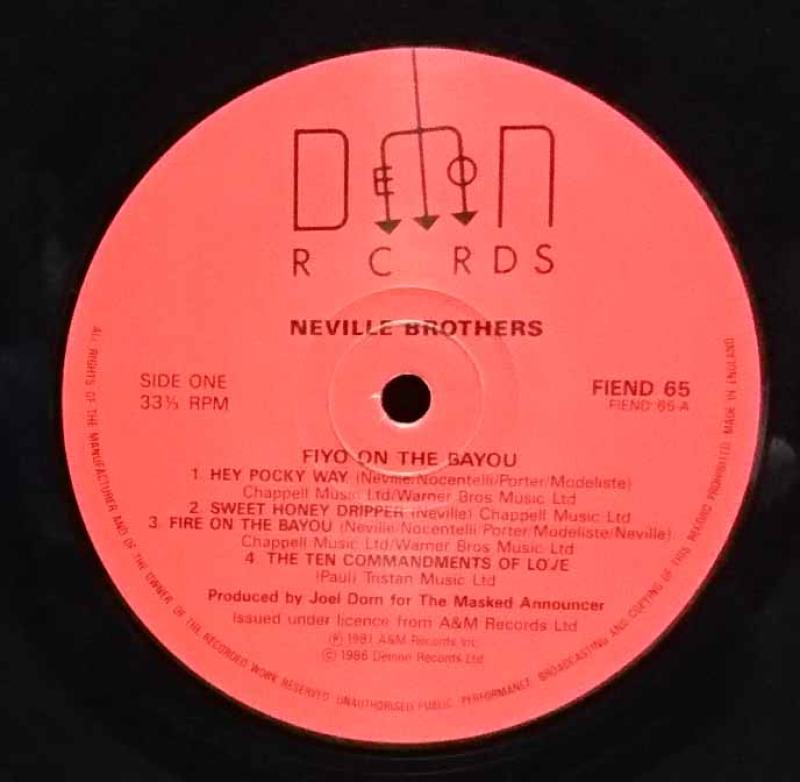 DEMON
RCRDS
NEVILLE BROTHERS
SIDE ONE
33⅓ RPM
FIEND 65
FIEND 65-A
FIYO ON THE BAYOU
1. HEY POCKY WAY (Neville/Nocentelli/Porter/Modeliste)
Chappell Music Ltd/Warner Bros Music Ltd
2. SWEET HONEY DRIPPER (Neville) Chappell Music Ltd
3. FIRE ON THE BAYOU (Neville/Nocentelli/Porter/Modeliste/Neville)
Chappell Music Ltd/Warner Bros Music Ltd
4. THE TEN COMMANDMENTS OF LOVE
(Paul) Tristan Music Ltd
Produced by Joel Dorn for The Masked Announcer
Issued under licence from A&M Records Ltd
℗ 1981 A&M Records Inc.
© 1986 Demon Records Ltd
ALL RIGHTS OF THE MANUFACTURER AND OF THE OWNER OF THE RECORDED WORK RESERVED UNAUTHORISED PUBLIC PERFORMANCE BROADCASTING AND COPYING OF THIS RECORD PROHIBITED MADE IN ENGLAND